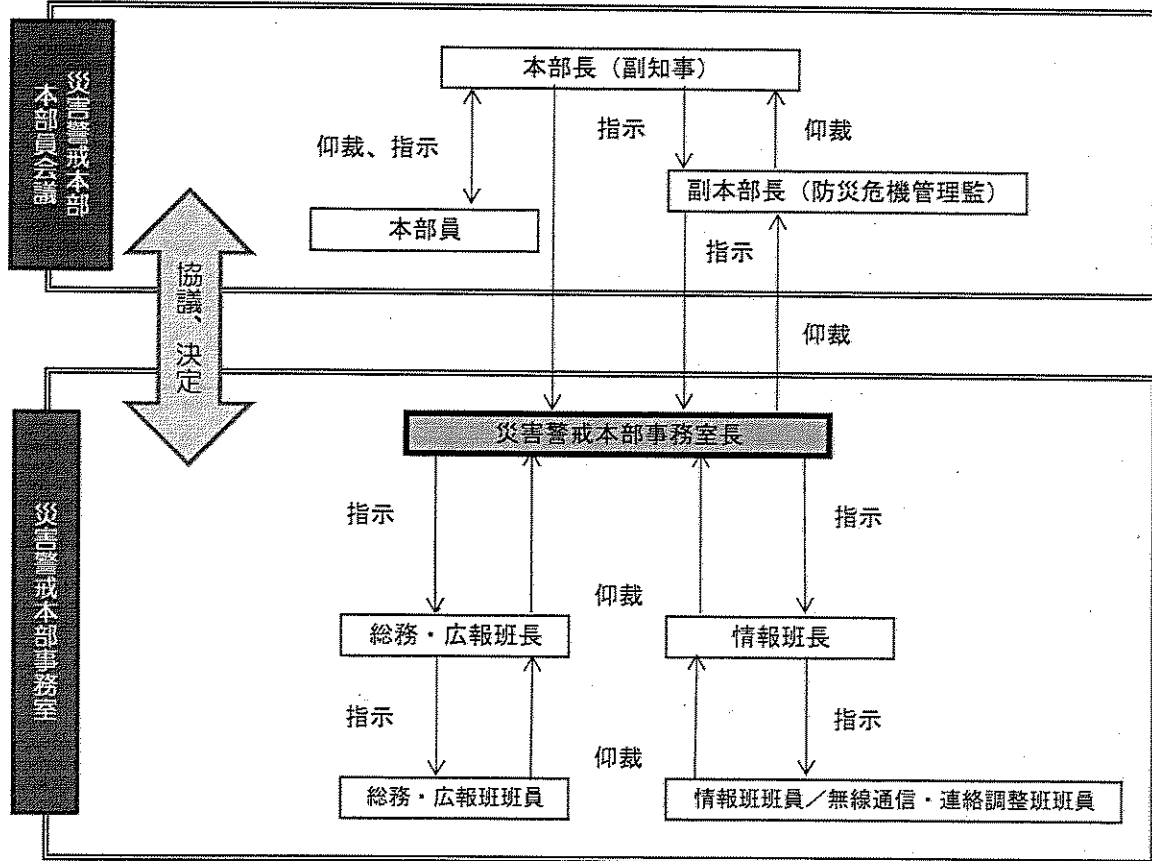 災害警戒本部
本部員会議
本部長（副知事）
仰裁、指示
指示
仰裁
副本部長（防災危機管理監）
本部員
指示
協議、決定
仰裁
災害警戒本部事務室
災害警戒本部事務室長
指示
指示
仰裁
総務・広報班長
情報班長
指示
指示
仰裁
総務・広報班班員
情報班班員／無線通信・連絡調整班班員